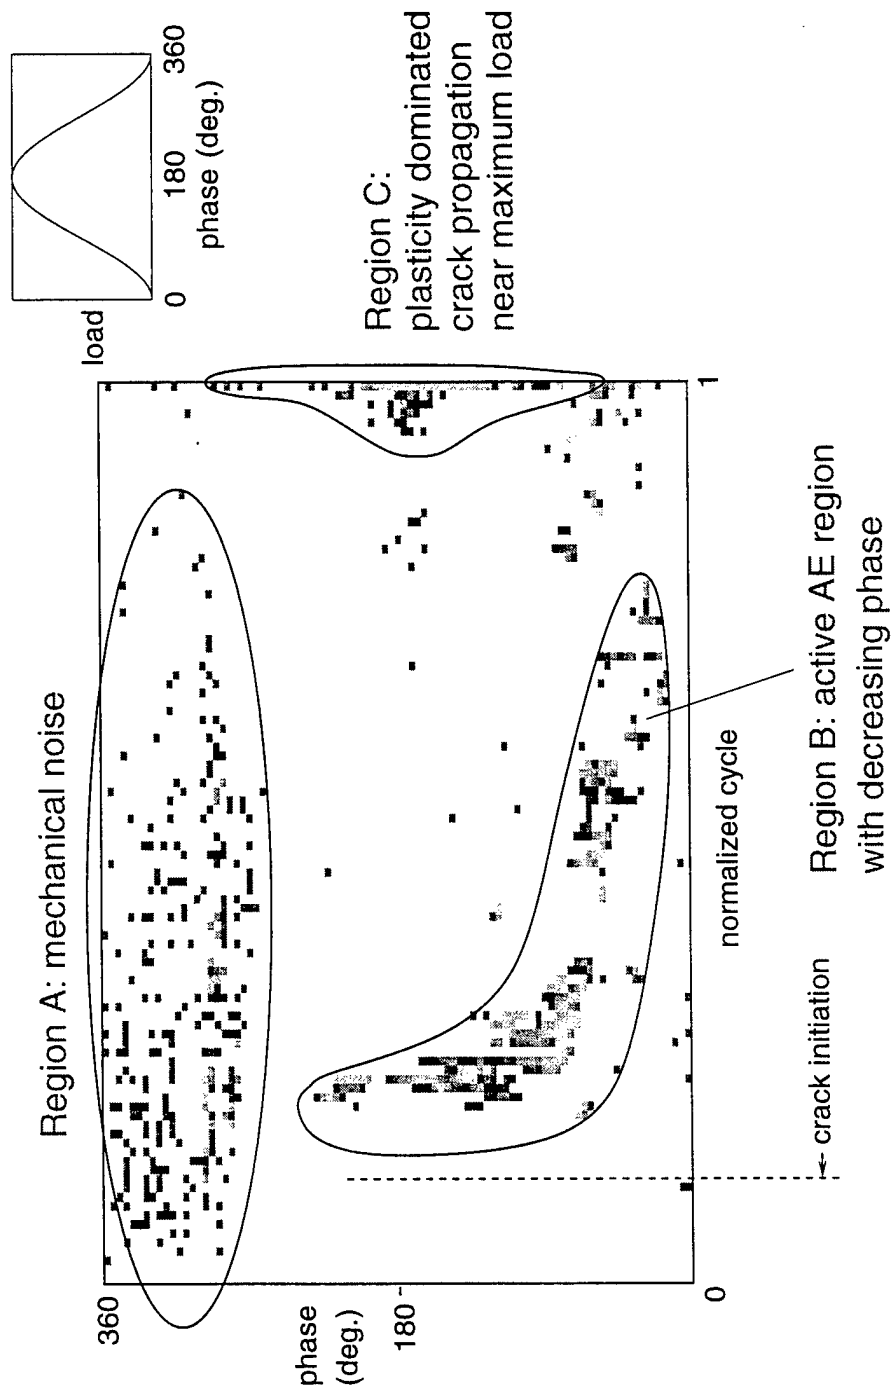 load
0
180
360
phase (deg.)
Region A: mechanical noise
360
phase
(deg.)
180
0
1
normalized cycle
crack initiation
Region B: active AE region
with decreasing phase
Region C:
plasticity dominated
crack propagation
near maximum load